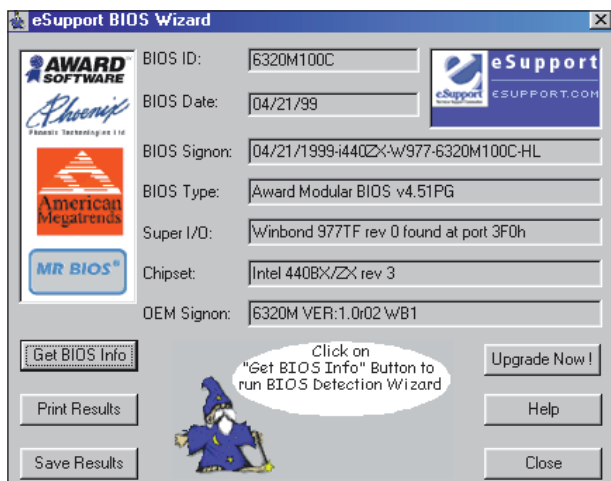 eSupport BIOS Wizard
AWARD
SOFTWARE
Phoenix
Phoenix Technologies Ltd
American
Megatrends
MR BIOS®
BIOS ID: 6320M100C
BIOS Date: 04/21/99
eSupport
eSupport
ESUPPORT.COM
BIOS Signon: 04/21/1999-i440ZX-W977-6320M100C-HL
BIOS Type: Award Modular BIOS v4.51PG
Super I/O: Winbond 977TF rev 0 found at port 3F0h
Chipset: Intel 440BX/ZX rev 3
OEM Signon: 6320M VER:1.0r02 WB1
Get BIOS Info
Print Results
Save Results
Click on
"Get BIOS Info" Button to
run BIOS Detection Wizard
Upgrade Now !
Help
Close